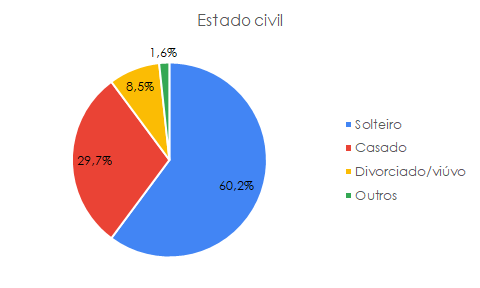 Estado civil
1,6%
8,5%
29,7%
60,2%
Solteiro
Casado
Divorciado/viúvo
Outros